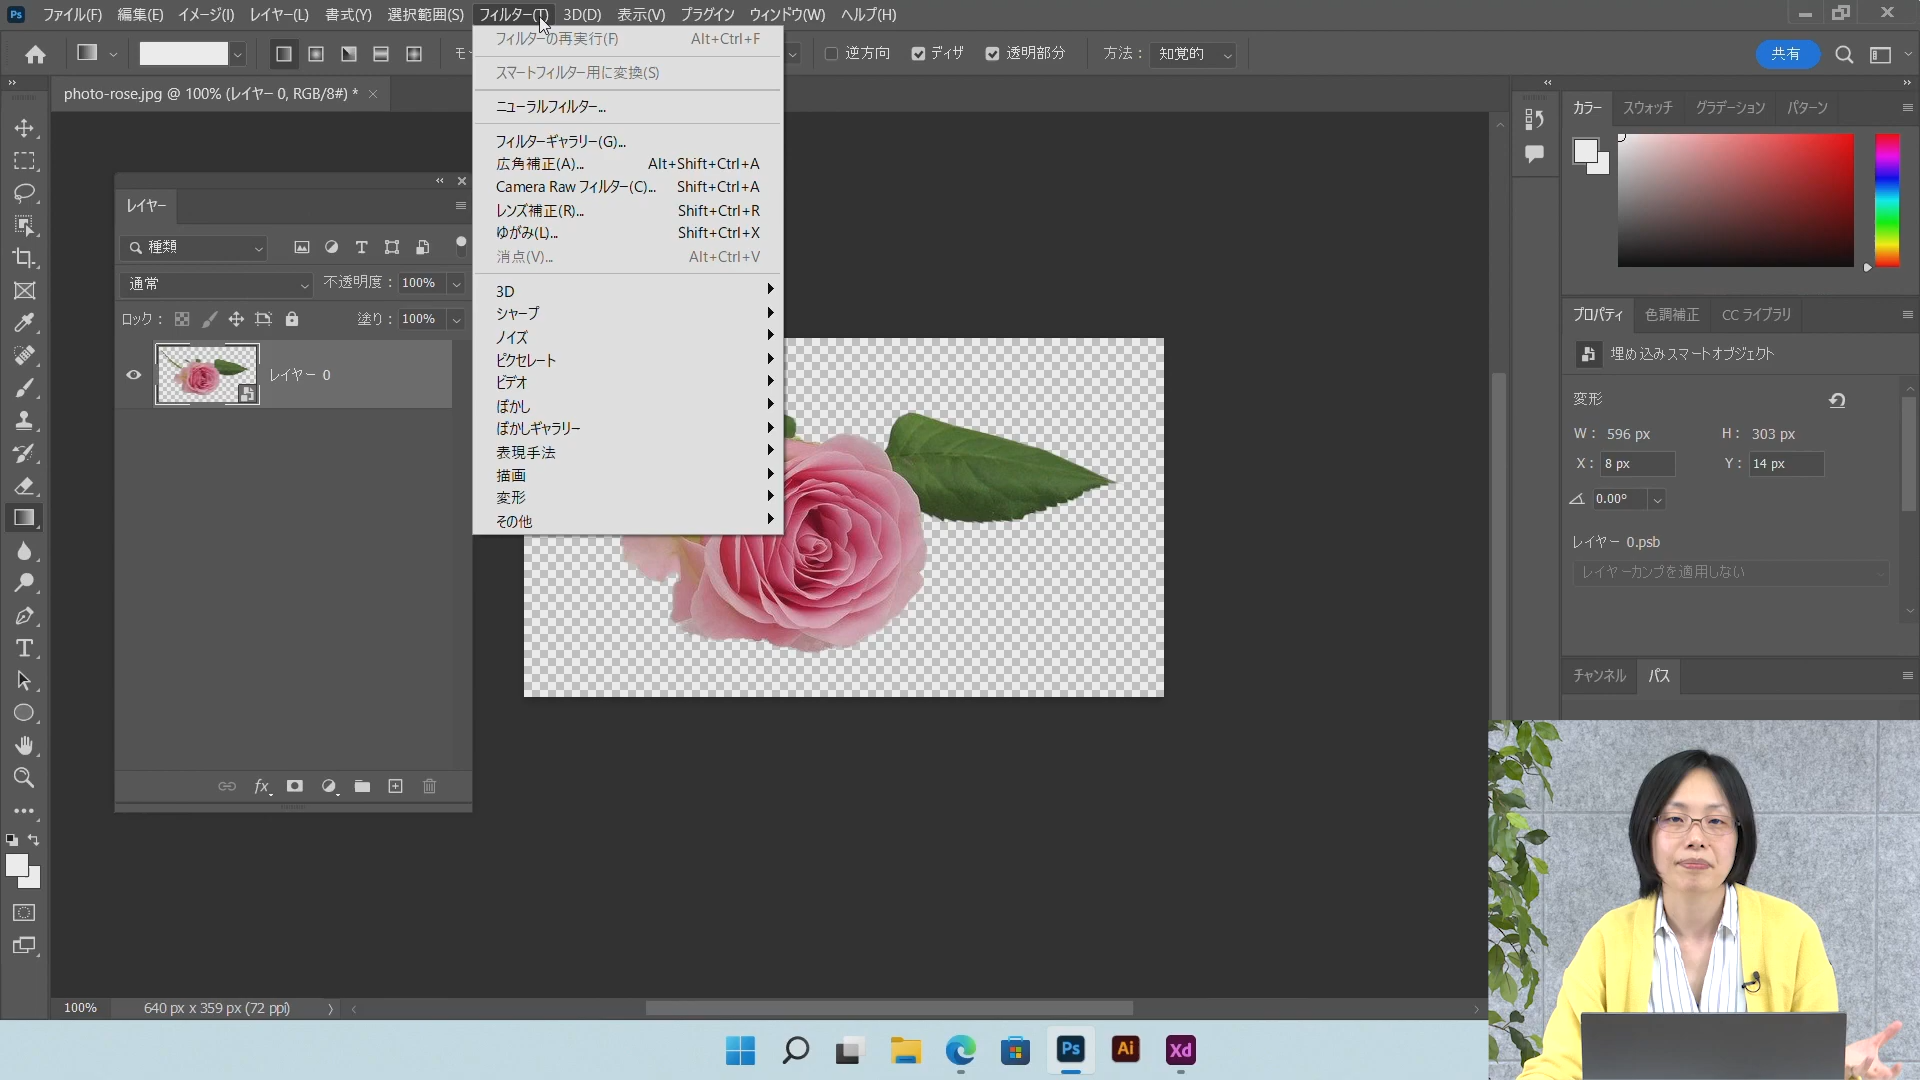 Ps ファイル(F) 編集(E) イメージ(I) レイヤー(L) 書式(Y) 選択範囲(S) フィルター(T) 3D(D) 表示(V) プラグイン ウィンドウ(W) ヘルプ(H)
逆方向 ディザ 透明部分 方法： 知覚的 共有
photo-rose.jpg @ 100% (レイヤー 0, RGB/8#) *
フィルターの再実行(F) Alt+Ctrl+F
スマートフィルター用に変換(S)
ニューラルフィルター...
フィルターギャラリー(G)...
広角補正(A)... Alt+Shift+Ctrl+A
Camera Raw フィルター(C)... Shift+Ctrl+A
レンズ補正(R)... Shift+Ctrl+R
ゆがみ(L)... Shift+Ctrl+X
消点(V)... Alt+Ctrl+V
3D
シャープ
ノイズ
ピクセレート
ビデオ
ぼかし
ぼかしギャラリー
表現手法
描画
変形
その他
レイヤー
種類
通常 不透明度： 100%
ロック： 塗り： 100%
レイヤー 0
fx
カラー スウォッチ グラデーション パターン
プロパティ 色調補正 CC ライブラリ
埋め込みスマートオブジェクト
変形
W： 596 px H： 303 px
X： 8 px Y： 14 px
0.00°
レイヤー 0.psb
レイヤーカンプを適用しない
チャンネル パス
100% 640 px x 359 px (72 ppi)
Ps Ai Xd